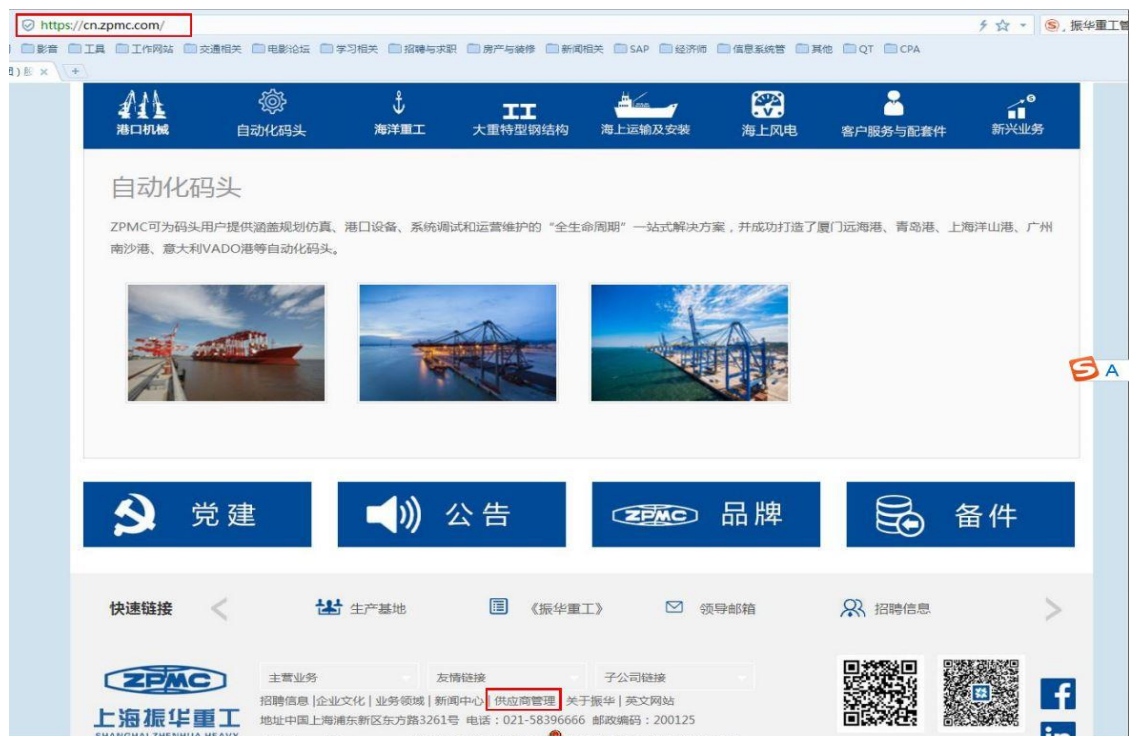 https://cn.zpmc.com/
振华重工管
影音 工具 工作网站 交通相关 电影论坛 学习相关 招聘与求职 房产与装修 新闻相关 SAP 经济师 信息系统管 其他 QT CPA
港口机械 自动化码头 海洋重工 大重特型钢结构 海上运输及安装 海上风电 客户服务与配套件 新兴业务
自动化码头
ZPMC可为码头用户提供涵盖规划仿真、港口设备、系统调试和运营维护的“全生命周期”一站式解决方案，并成功打造了厦门远海港、青岛港、上海洋山港、广州
南沙港、意大利VADO港等自动化码头。
A
党建 公告 ZPMC 品牌 备件
快速链接 生产基地 《振华重工》 领导邮箱 招聘信息
ZPMC
主营业务 友情链接 子公司链接
招聘信息 |企业文化 | 业务领域 | 新闻中心 | 供应商管理 | 关于振华 | 英文网站
上海振华重工
地址中国上海浦东新区东方路3261号 电话：021-58396666 邮政编码：200125
SHANGHAI ZHENHUA HEAVY